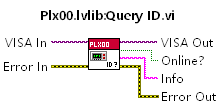 Plx00.lvlib:Query ID.vi
VISA In
PLX00
VISA Out
Online?
Error In
ID ?
Info
Error Out